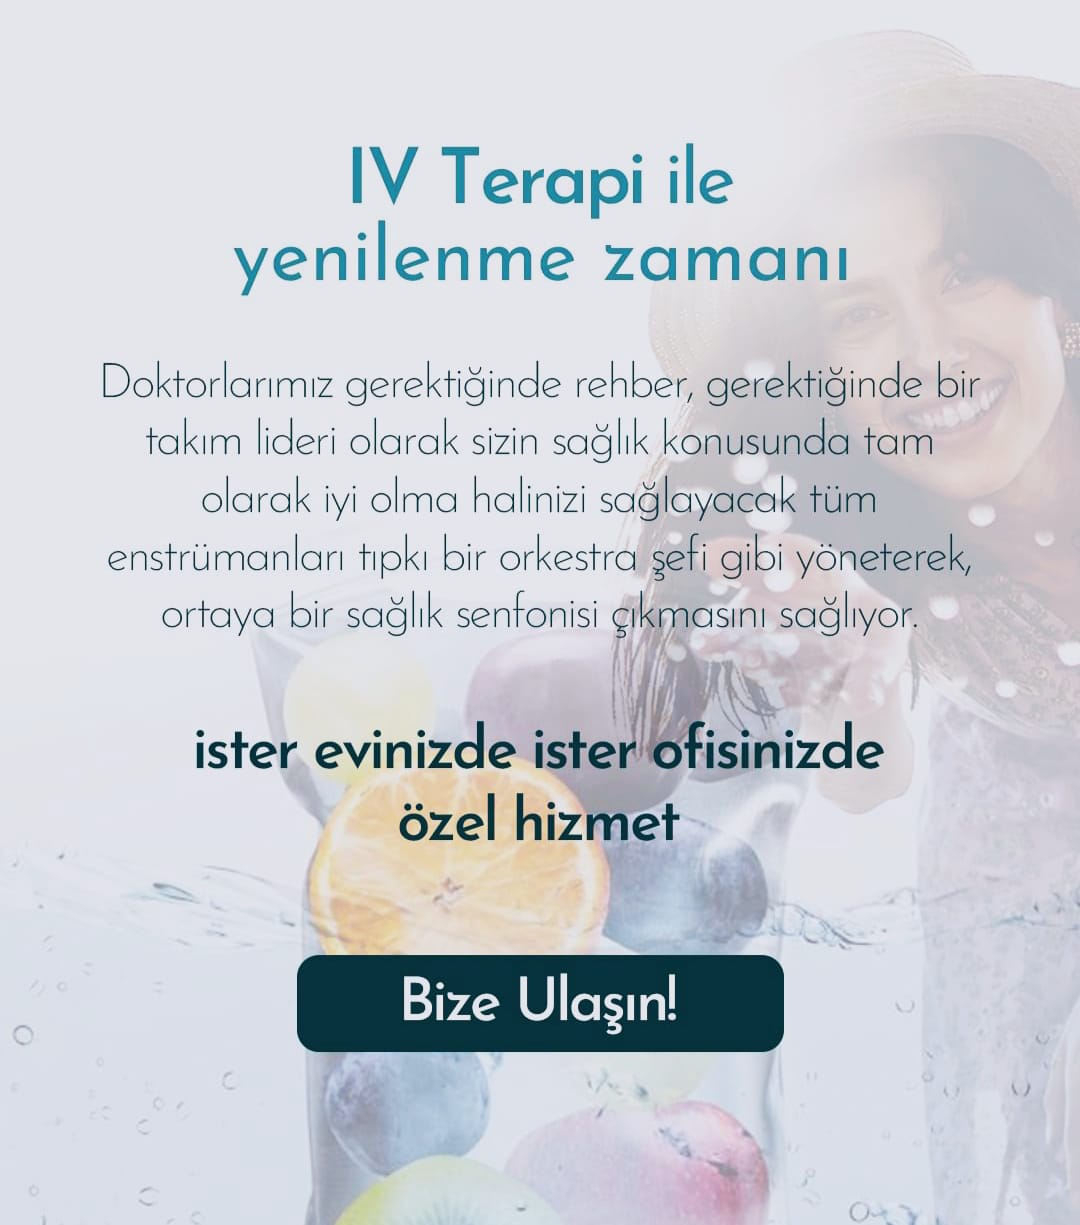 IV Terapi ile
yenilenme zamanı
Doktorlarımız gerektiğinde rehber, gerektiğinde bir
takım lideri olarak sizin sağlık konusunda tam
olarak iyi olma halinizi sağlayacak tüm
enstrümanları tıpkı bir orkestra şefi gibi yöneterek,
ortaya bir sağlık senfonisi çıkmasını sağlıyor.
ister evinizde ister ofisinizde
özel hizmet
Bize Ulaşın!